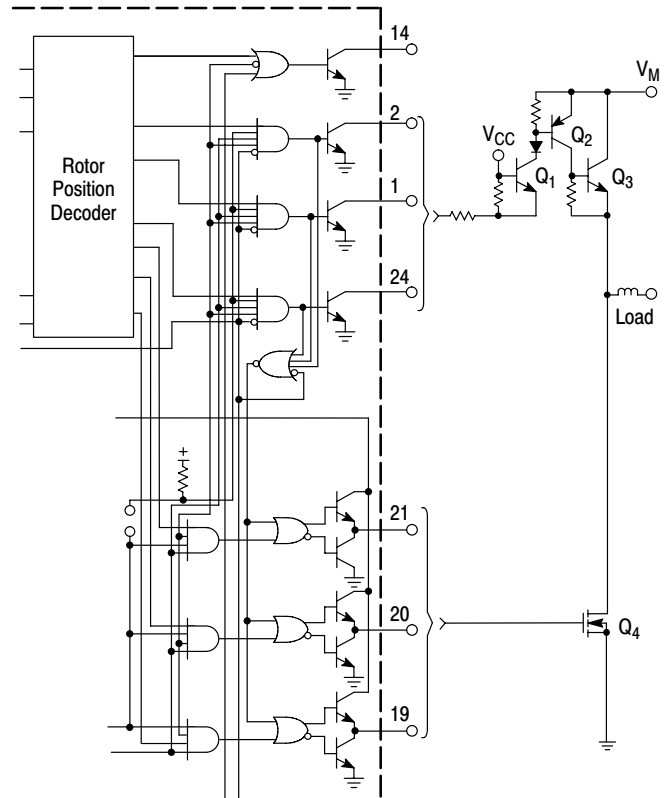 14
V_M
2
V_CC
Q_2
Q_1
Q_3
Rotor
Position
Decoder
1
24
Load
+
21
20
Q_4
19